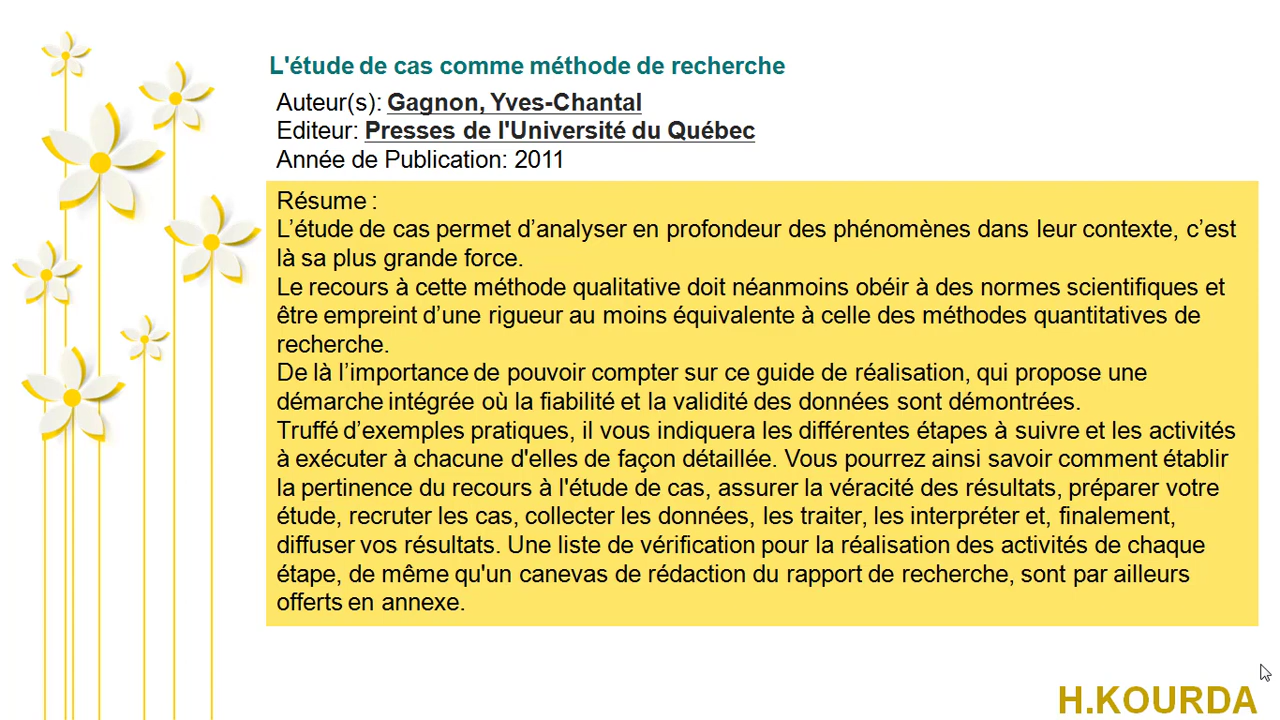 L'étude de cas comme méthode de recherche
Auteur(s): Gagnon, Yves-Chantal
Editeur: Presses de l'Université du Québec
Année de Publication: 2011
Résume :
L’étude de cas permet d’analyser en profondeur des phénomènes dans leur contexte, c’est
là sa plus grande force.
Le recours à cette méthode qualitative doit néanmoins obéir à des normes scientifiques et
être empreint d’une rigueur au moins équivalente à celle des méthodes quantitatives de
recherche.
De là l’importance de pouvoir compter sur ce guide de réalisation, qui propose une
démarche intégrée où la fiabilité et la validité des données sont démontrées.
Truffé d’exemples pratiques, il vous indiquera les différentes étapes à suivre et les activités
à exécuter à chacune d'elles de façon détaillée. Vous pourrez ainsi savoir comment établir
la pertinence du recours à l'étude de cas, assurer la véracité des résultats, préparer votre
étude, recruter les cas, collecter les données, les traiter, les interpréter et, finalement,
diffuser vos résultats. Une liste de vérification pour la réalisation des activités de chaque
étape, de même qu'un canevas de rédaction du rapport de recherche, sont par ailleurs
offerts en annexe.
H.KOURDA